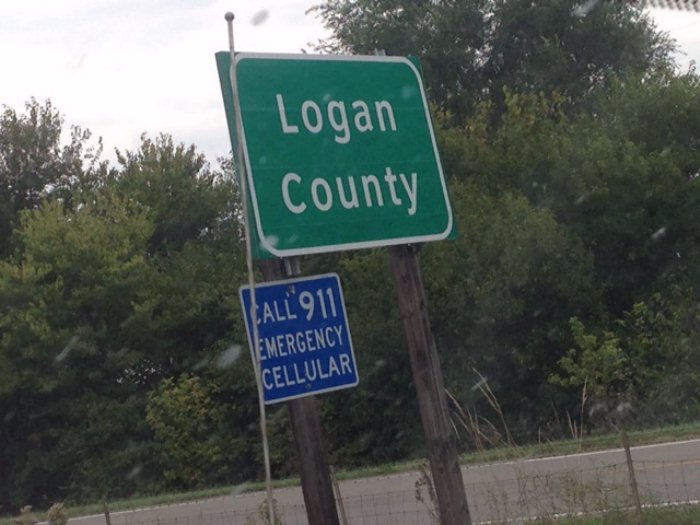 Logan
County
CALL 911
EMERGENCY
CELLULAR